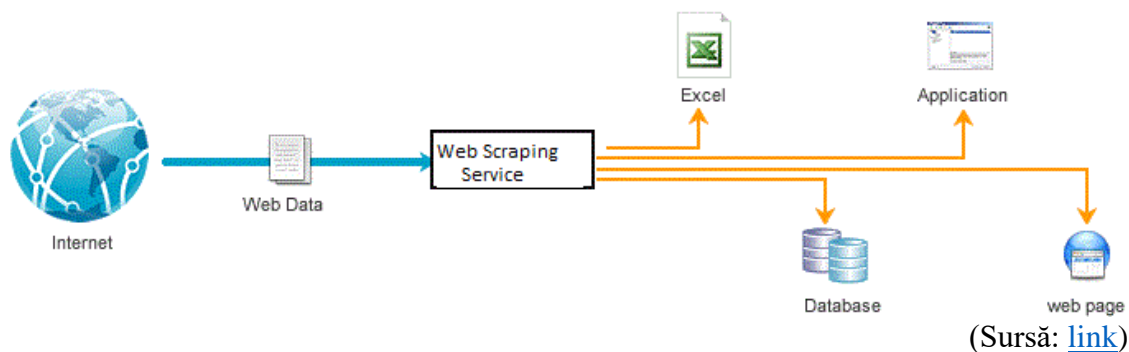 Excel
Application
Web Scraping
Service
Web Data
Internet
Database
web page
(Sursă: link)